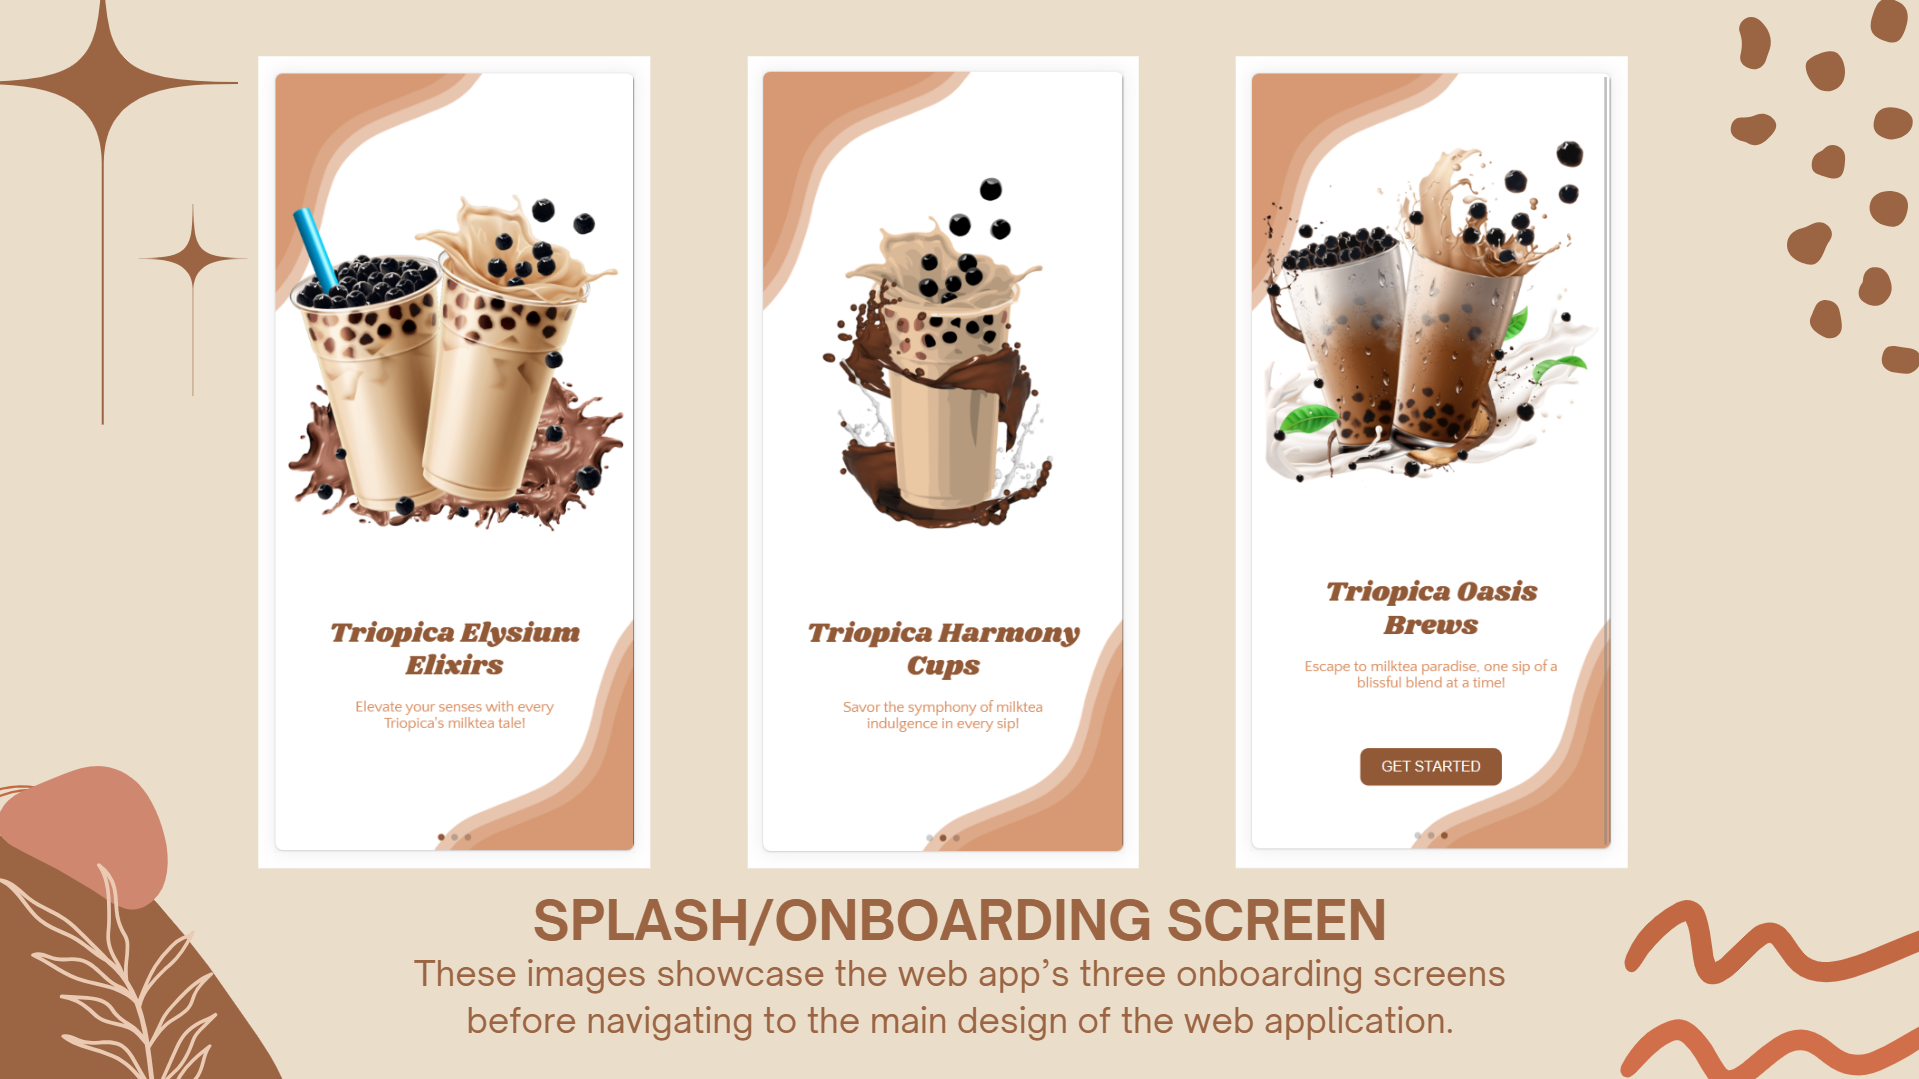 Triopica Elysium
Elixirs
Elevate your senses with every
Triopica's milktea tale!
Triopica Harmony
Cups
Savor the symphony of milktea
indulgence in every sip!
Triopica Oasis
Brews
Escape to milktea paradise, one sip of a
blissful blend at a time!
GET STARTED
SPLASH/ONBOARDING SCREEN
These images showcase the web app’s three onboarding screens
before navigating to the main design of the web application.